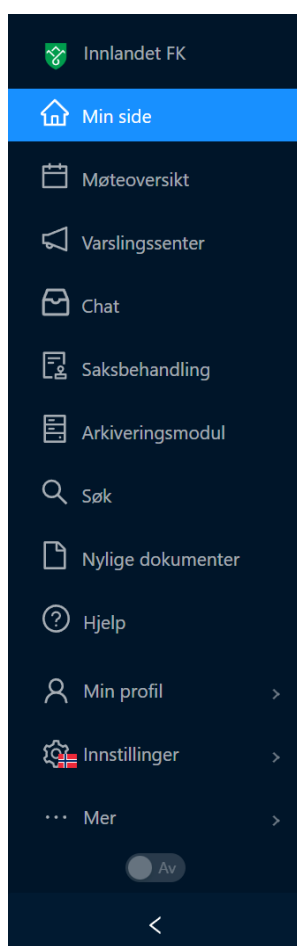 Innlandet FK
Min side
Møteoversikt
Varslingssenter
Chat
Saksbehandling
Arkiveringsmodul
Søk
Nylige dokumenter
Hjelp
Min profil
Innstillinger
Mer
Av